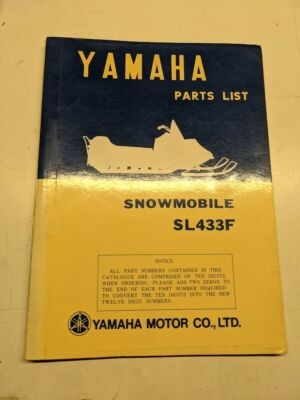 YAMAHA
PARTS LIST
SNOWMOBILE
SL433F
NOTICE
ALL PART NUMBERS CONTAINED IN THIS
CATALOGUE ARE COMPRISED OF TEN DIGITS
WHEN ORDERING, PLEASE ADD TWO ZEROS TO
THE END OF EACH PART NUMBER REQUIRED
TO CONVERT THE TEN DIGITS INTO THE NEW
TWELVE DIGIT NUMBERS.
YAMAHA MOTOR CO., LTD.